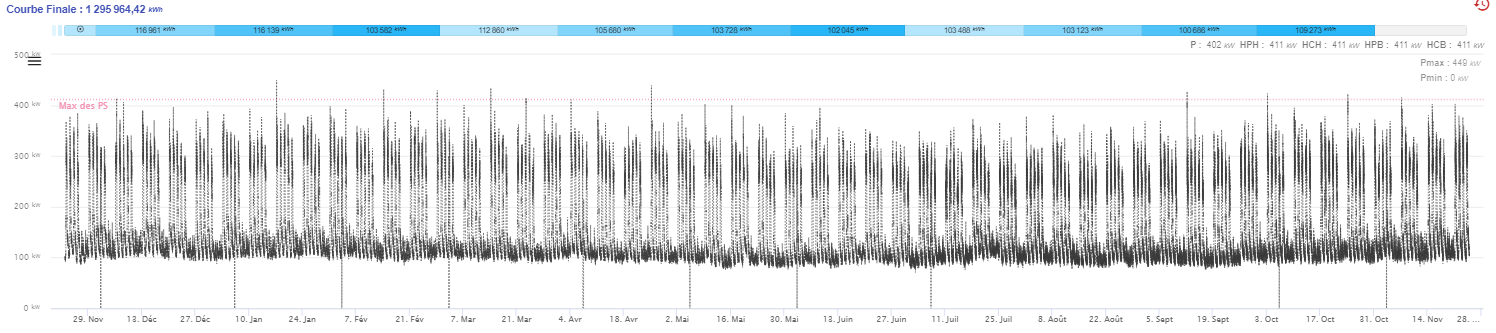 Courbe Finale : 1 295 964,42 kWh
116 961 kWh 116 139 kWh 103 582 kWh 112 860 kWh 105 680 kWh 103 728 kWh 102 045 kWh 103 488 kWh 103 123 kWh 100 686 kWh 109 273 kWh
P : 402 kW HPH : 411 kW HCH : 411 kW HPB : 411 kW HCB : 411 kW
Pmax : 449 kW
Pmin : 0 kW
500 kW
Max des PS
400 kW
300 kW
200 kW
100 kW
0 kW
29. Nov 13. Déc 27. Déc 10. Jan 24. Jan 7. Fév 21. Fév 7. Mar 21. Mar 4. Avr 18. Avr 2. Mai 16. Mai 30. Mai 13. Juin 27. Juin 11. Juil 25. Juil 8. Août 22. Août 5. Sept 19. Sept 3. Oct 17. Oct 31. Oct 14. Nov 28. ...